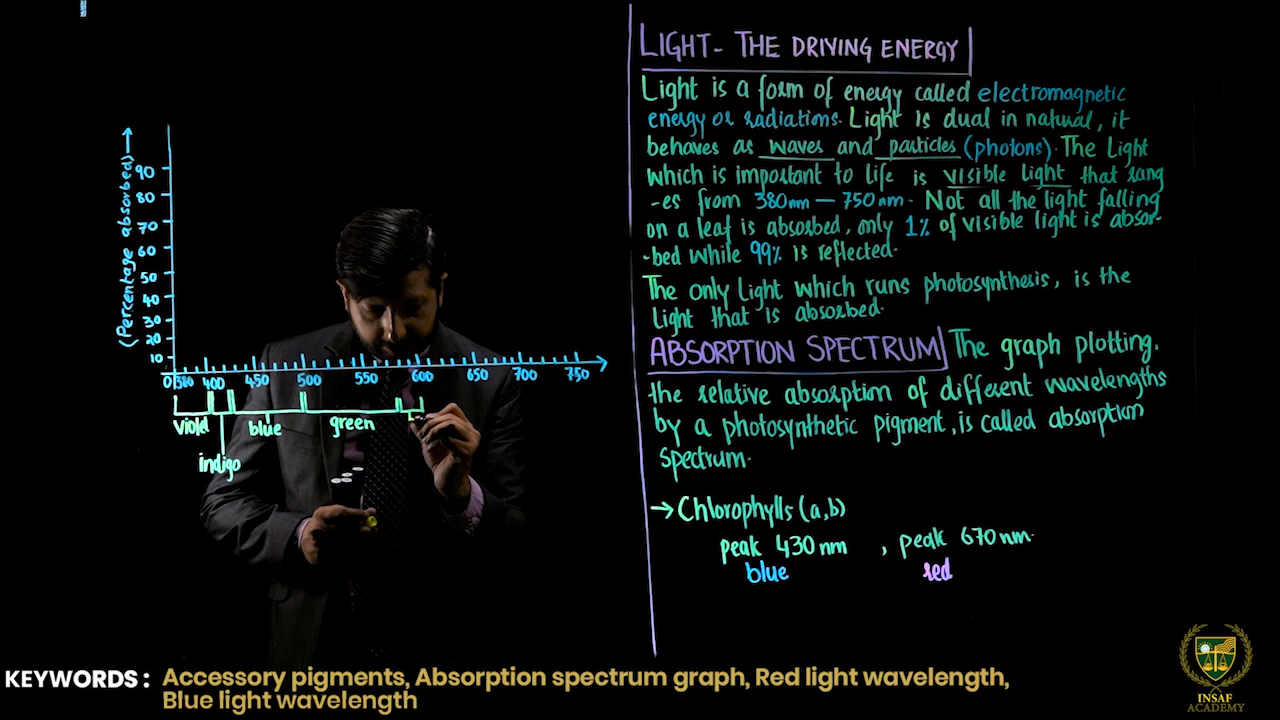 LIGHT- THE DRIVING ENERGY
Light is a form of energy called electromagnetic
energy or radiations. Light is dual in natural, it
behaves as waves and particles (photons). The Light
which is important to life is visible light that rang
-es from 380nm — 750nm. Not all the light falling
on a leaf is absorbed, only 1% of visible light is absor-
-bed while 99% is reflected.
The only light which runs photosynthesis, is the
light that is absorbed.
ABSORPTION SPECTRUM The graph plotting,
the relative absorption of different wavelengths
by a photosynthetic pigment, is called absorption
spectrum.
→ Chlorophylls (a,b)
peak 430nm , peak 670nm.
blue red
(Percentage absorbed) →
90
80
70
60
50
40
30
20
10
0 380 400 450 500 550 600 650 700 750
violet blue green
indigo
KEYWORDS : Accessory pigments, Absorption spectrum graph, Red light wavelength,
Blue light wavelength
INSAF
ACADEMY